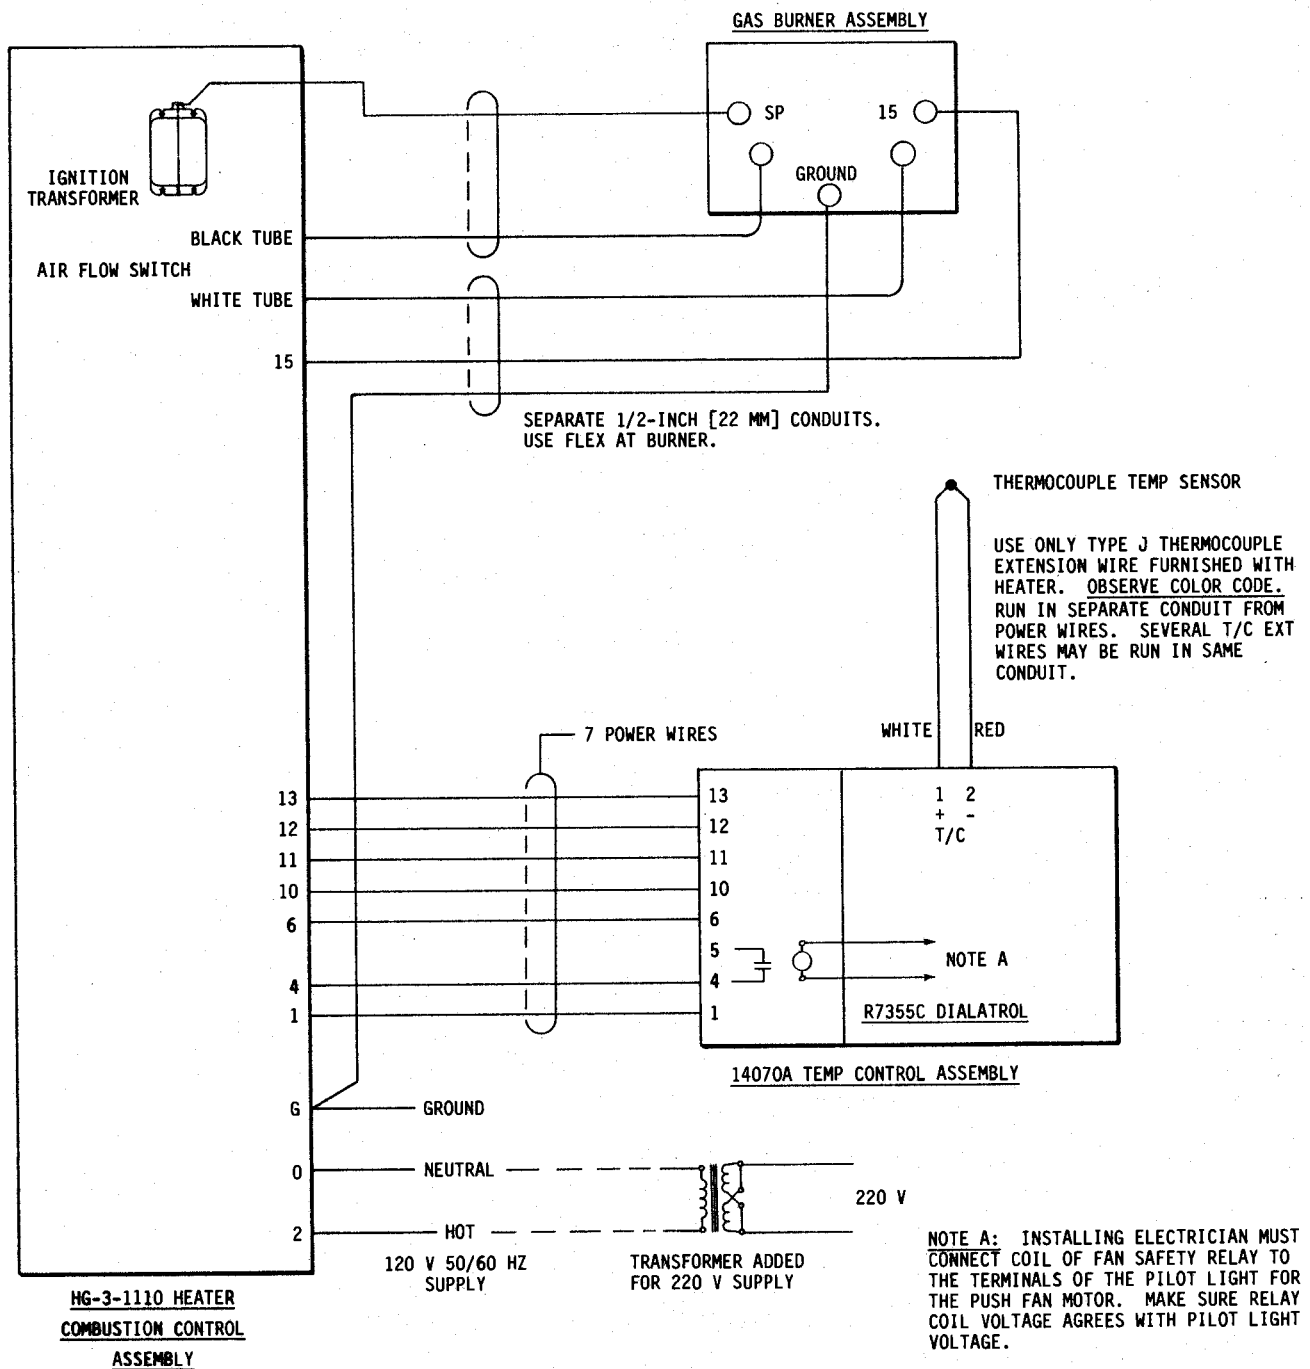 GAS BURNER ASSEMBLY
SP
15
GROUND
IGNITION
TRANSFORMER
BLACK TUBE
AIR FLOW SWITCH
WHITE TUBE
15
SEPARATE 1/2-INCH [22 MM] CONDUITS.
USE FLEX AT BURNER.
THERMOCOUPLE TEMP SENSOR
USE ONLY TYPE J THERMOCOUPLE
EXTENSION WIRE FURNISHED WITH
HEATER. OBSERVE COLOR CODE.
RUN IN SEPARATE CONDUIT FROM
POWER WIRES. SEVERAL T/C EXT
WIRES MAY BE RUN IN SAME
CONDUIT.
7 POWER WIRES
WHITE
RED
13
12
11
10
6
4
1
13
12
11
10
6
5
4
1
1 2
+ -
T/C
NOTE A
R7355C DIALATROL
14070A TEMP CONTROL ASSEMBLY
G
GROUND
0
NEUTRAL
2
HOT
120 V 50/60 HZ
SUPPLY
220 V
TRANSFORMER ADDED
FOR 220 V SUPPLY
HG-3-1110 HEATER
COMBUSTION CONTROL
ASSEMBLY
NOTE A: INSTALLING ELECTRICIAN MUST
CONNECT COIL OF FAN SAFETY RELAY TO
THE TERMINALS OF THE PILOT LIGHT FOR
THE PUSH FAN MOTOR. MAKE SURE RELAY
COIL VOLTAGE AGREES WITH PILOT LIGHT
VOLTAGE.